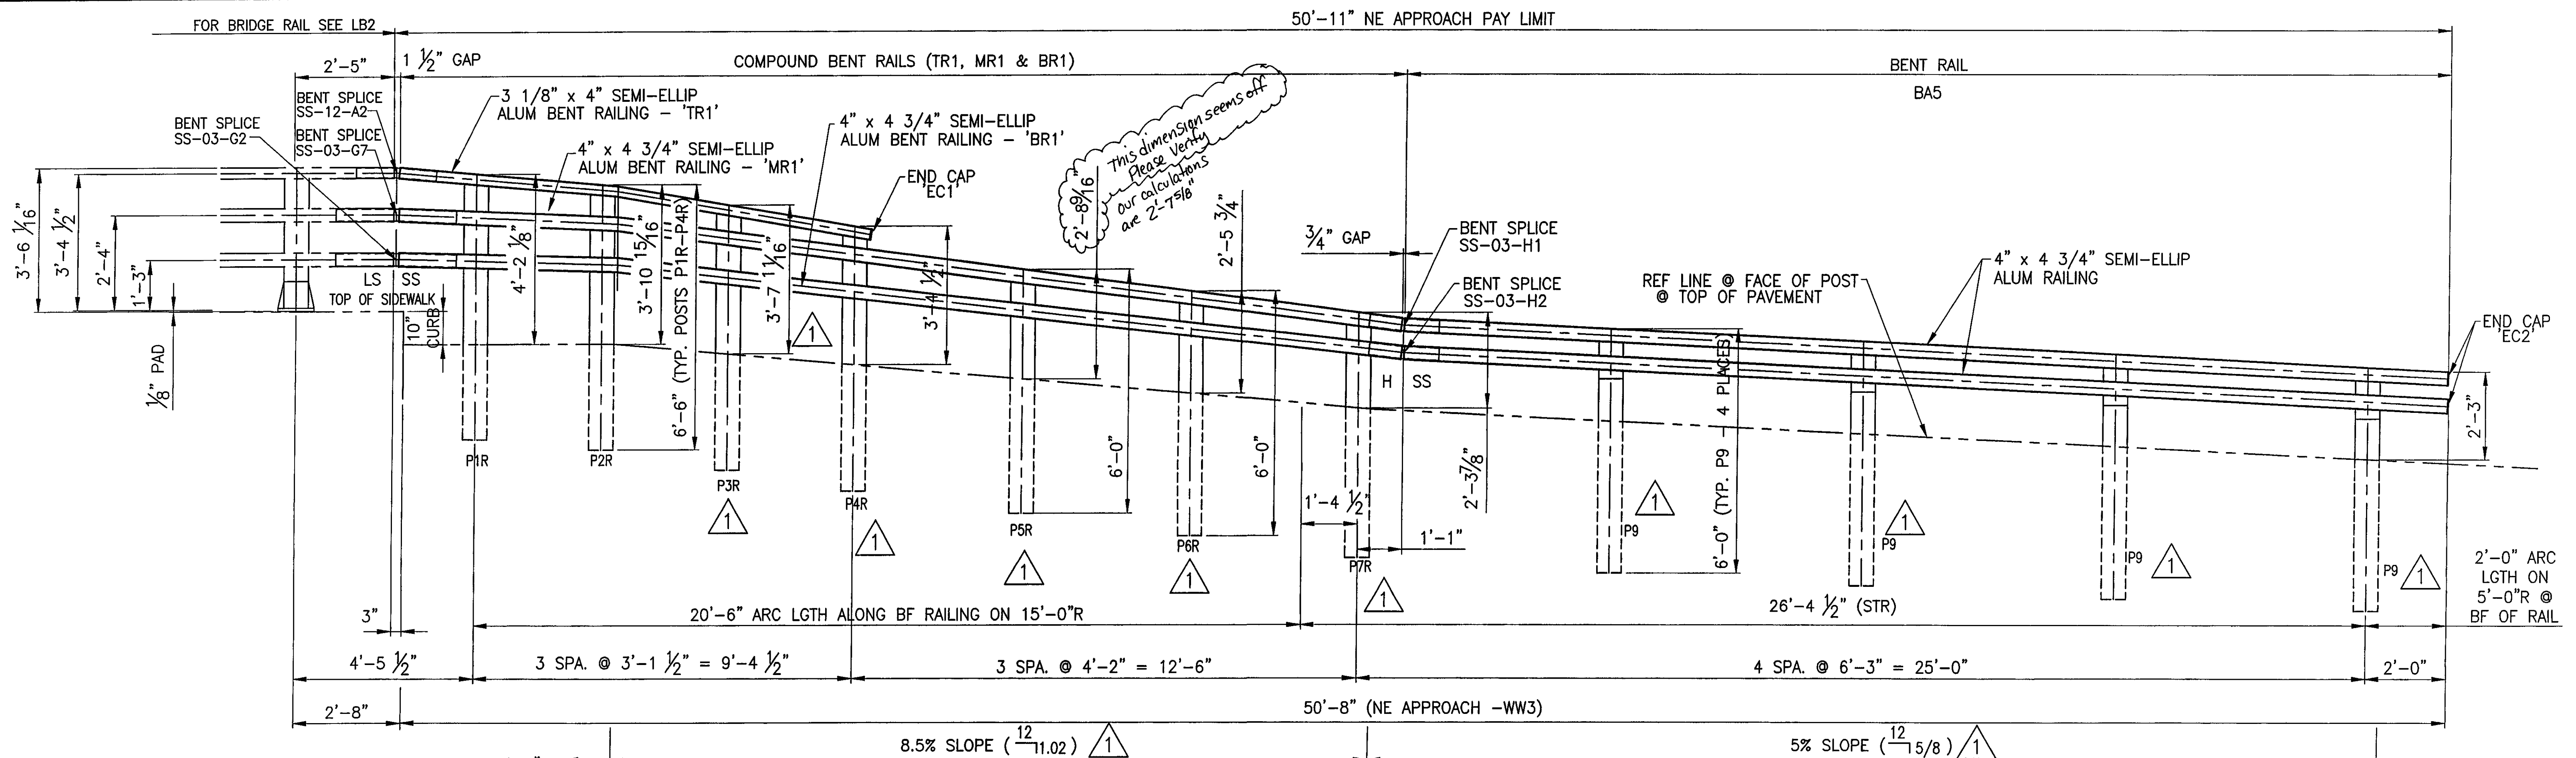 50'-11" NE APPROACH PAY LIMIT
FOR BRIDGE RAIL SEE LB2
2'-5"
1 1/2" GAP
COMPOUND BENT RAILS (TR1, MR1 & BR1)
BENT RAIL
BA5
BENT SPLICE
SS-12-A2
3 1/8" x 4" SEMI-ELLIP
ALUM BENT RAILING - 'TR1'
BENT SPLICE
SS-03-G2
BENT SPLICE
SS-03-G7
4" x 4 3/4" SEMI-ELLIP
ALUM BENT RAILING - 'MR1'
4" x 4 3/4" SEMI-ELLIP
ALUM BENT RAILING - 'BR1'
END CAP
'EC1'
This dimension seems off
Please Verify
our calculations
are 2'-7 5/8"
3'-6 1/16"
3'-4 1/2"
2'-4"
1'-3"
1/8" PAD
LS
SS
TOP OF SIDEWALK
10"
CURB
4'-2 1/8"
3'-10 15/16"
6'-6" (TYP. POSTS P1R-P4R)
3'-7 11/16"
1
3'-4 1/2"
2'-8 9/16"
2'-5 3/4"
3/4" GAP
BENT SPLICE
SS-03-H1
BENT SPLICE
SS-03-H2
REF LINE @ FACE OF POST
@ TOP OF PAVEMENT
4" x 4 3/4" SEMI-ELLIP
ALUM RAILING
END CAP
'EC2'
H
SS
2'-3"
6'-0"
6'-0"
2'-3 7/8"
6'-0" (TYP. P9 - 4 PLACES)
1'-4 1/2"
1'-1"
P1R
P2R
P3R
1
P4R
1
P5R
1
P6R
1
P7R
1
P9
1
P9
1
P9
1
P9
1
2'-0" ARC
LGTH ON
5'-0"R @
BF OF RAIL
3"
20'-6" ARC LGTH ALONG BF RAILING ON 15'-0"R
26'-4 1/2" (STR)
4'-5 1/2"
3 SPA. @ 3'-1 1/2" = 9'-4 1/2"
3 SPA. @ 4'-2" = 12'-6"
4 SPA. @ 6'-3" = 25'-0"
2'-0"
2'-8"
50'-8" (NE APPROACH -WW3)
8.5% SLOPE (12 1.02) 1
5% SLOPE (12 5/8) 1